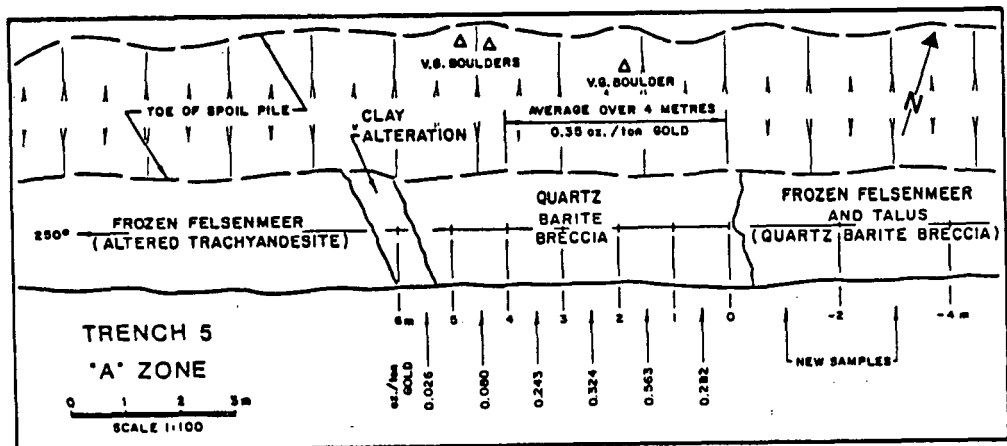 V.G. BOULDERS
V.G. BOULDER
N
TOE OF SPOIL PILE
CLAY
ALTERATION
AVERAGE OVER 4 METRES
0.35 oz./ton GOLD
250°
FROZEN FELSENMEER
(ALTERED TRACHYANDESITE)
QUARTZ
BARITE
BRECCIA
FROZEN FELSENMEER
AND TALUS
(QUARTZ BARITE BRECCIA)
6m 5 4 3 2 1 0 -2 -4 m
TRENCH 5
"A" ZONE
oz./ton
GOLD
0.026
0.080
0.243
0.324
0.563
0.282
NEW SAMPLES
0 1 2 3m
SCALE 1:100